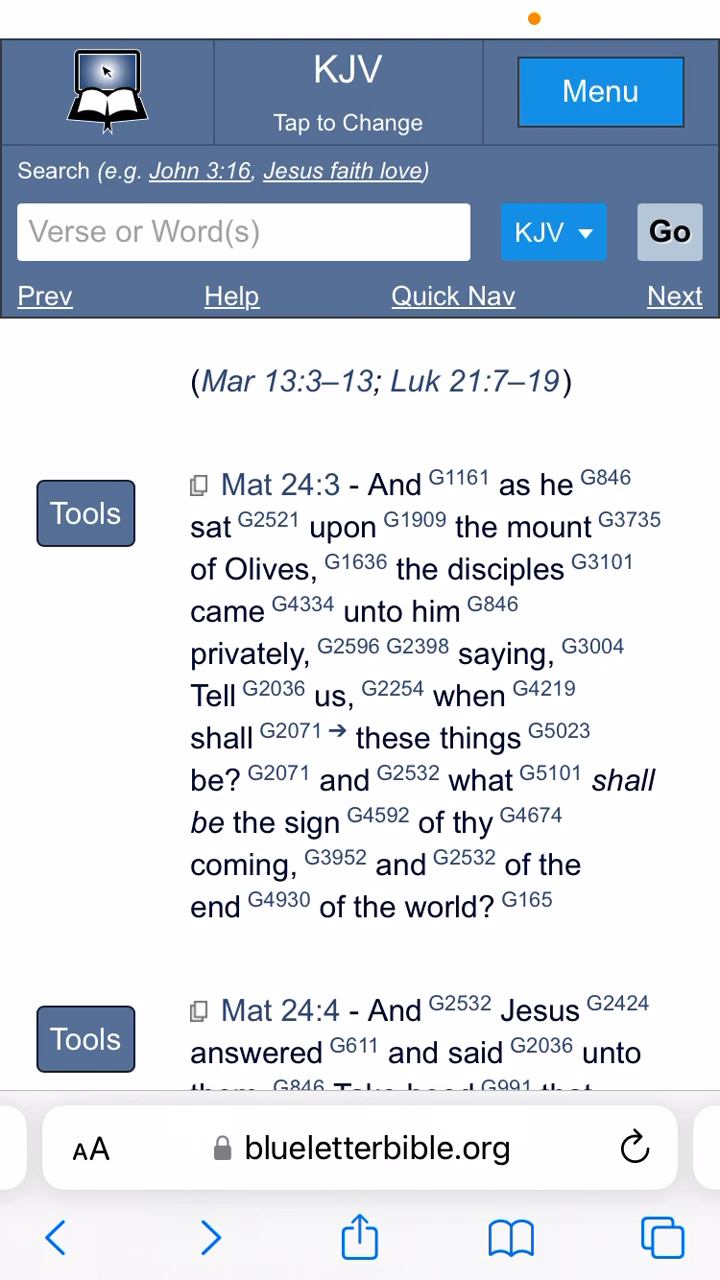 KJV
Tap to Change
Menu
Search (e.g. John 3:16, Jesus faith love)
Verse or Word(s)
KJV
Go
Prev Help Quick Nav Next
(Mar 13:3–13; Luk 21:7–19)
Tools
Mat 24:3 - And G1161 as he G846
sat G2521 upon G1909 the mount G3735
of Olives, G1636 the disciples G3101
came G4334 unto him G846
privately, G2596 G2398 saying, G3004
Tell G2036 us, G2254 when G4219
shall G2071 ➔ these things G5023
be? G2071 and G2532 what G5101 shall
be the sign G4592 of thy G4674
coming, G3952 and G2532 of the
end G4930 of the world? G165
Tools
Mat 24:4 - And G2532 Jesus G2424
answered G611 and said G2036 unto
them, G846 Take heed G991 that
AA blueletterbible.org